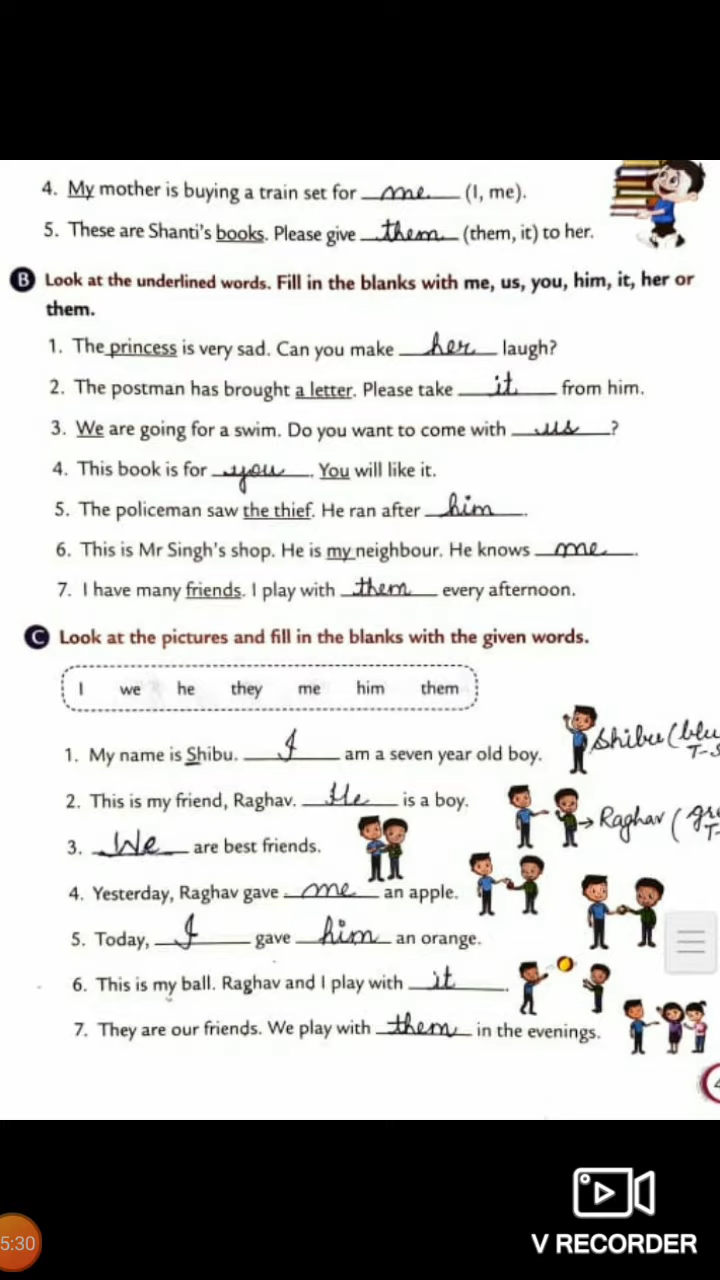 4. My mother is buying a train set for me (I, me).
5. These are Shanti's books. Please give them (them, it) to her.
B Look at the underlined words. Fill in the blanks with me, us, you, him, it, her or
them.
1. The princess is very sad. Can you make her laugh?
2. The postman has brought a letter. Please take it from him.
3. We are going for a swim. Do you want to come with us ?
4. This book is for you . You will like it.
5. The policeman saw the thief. He ran after him .
6. This is Mr Singh's shop. He is my neighbour. He knows me .
7. I have many friends. I play with them every afternoon.
C Look at the pictures and fill in the blanks with the given words.
I we he they me him them
1. My name is Shibu. I am a seven year old boy.
Shibu (blu
T-S
2. This is my friend, Raghav. He is a boy.
Raghav (gre
T-
3. We are best friends.
4. Yesterday, Raghav gave me an apple.
5. Today, I gave him an orange.
6. This is my ball. Raghav and I play with it .
7. They are our friends. We play with them in the evenings.
4
5:30
V RECORDER